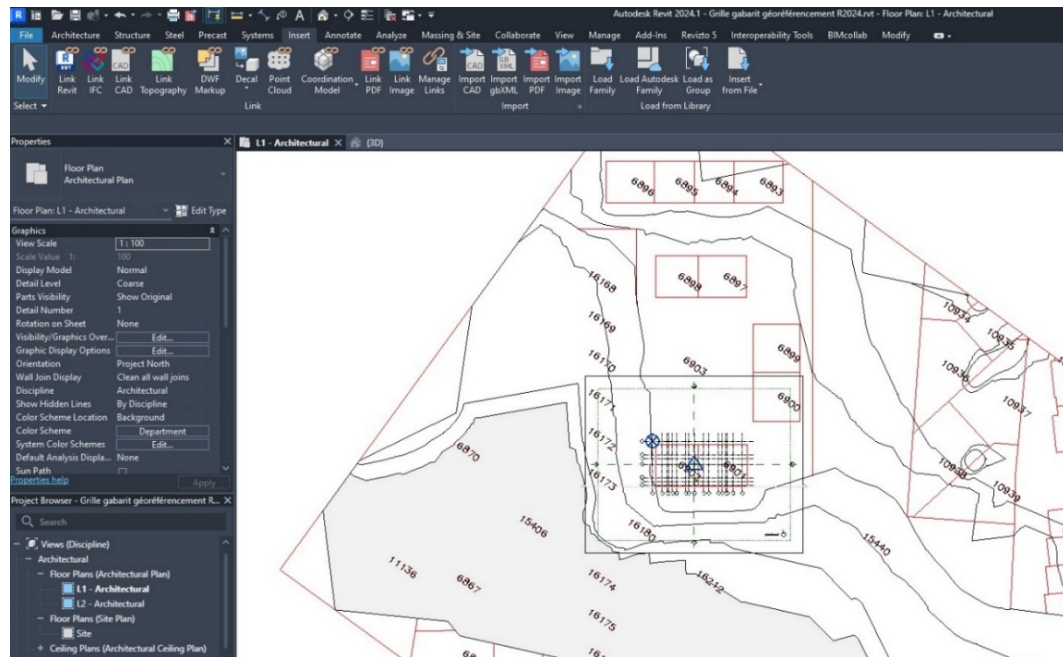 Autodesk Revit 2024.1 - Grille gabarit géoréférencement R2024.rvt - Floor Plan: L1 - Architectural
File Architecture Structure Steel Precast Systems Insert Annotate Analyze Massing & Site Collaborate View Manage Add-Ins Revizto 5 Interoperability Tools BIMcollab Modify
Modify Link Revit Link IFC Link CAD Link Topography DWF Markup Decal Point Cloud Coordination Model Link PDF Link Image Manage Links Import CAD Import gbXML Import PDF Import Image Load Family Load Autodesk Family Load as Group Insert from File
Select Link Import Load from Library
Properties
L1 - Architectural {3D}
Floor Plan
Architectural Plan
Floor Plan: L1 - Architectural Edit Type
Graphics
View Scale 1 : 100
Scale Value 1: 100
Display Model Normal
Detail Level Coarse
Parts Visibility Show Original
Detail Number 1
Rotation on Sheet None
Visibility/Graphics Over... Edit...
Graphic Display Options Edit...
Orientation Project North
Wall Join Display Clean all wall joins
Discipline Architectural
Show Hidden Lines By Discipline
Color Scheme Location Background
Color Scheme Department
System Color Schemes Edit...
Default Analysis Displa... None
Sun Path
Properties help Apply
Project Browser - Grille gabarit géoréférencement R...
Search
Views (Discipline)
Architectural
Floor Plans (Architectural Plan)
L1 - Architectural
L2 - Architectural
Floor Plans (Site Plan)
Site
Ceiling Plans (Architectural Ceiling Plan)
6896 6895 6894 6893
16168 6898 6897
16169
10934 10935
16170 6903 6899
10936
16171 6900 10937
16172
6870
16173 6901
10938 10939
15406 16180 15440
11136 6867 16174 16212
16175